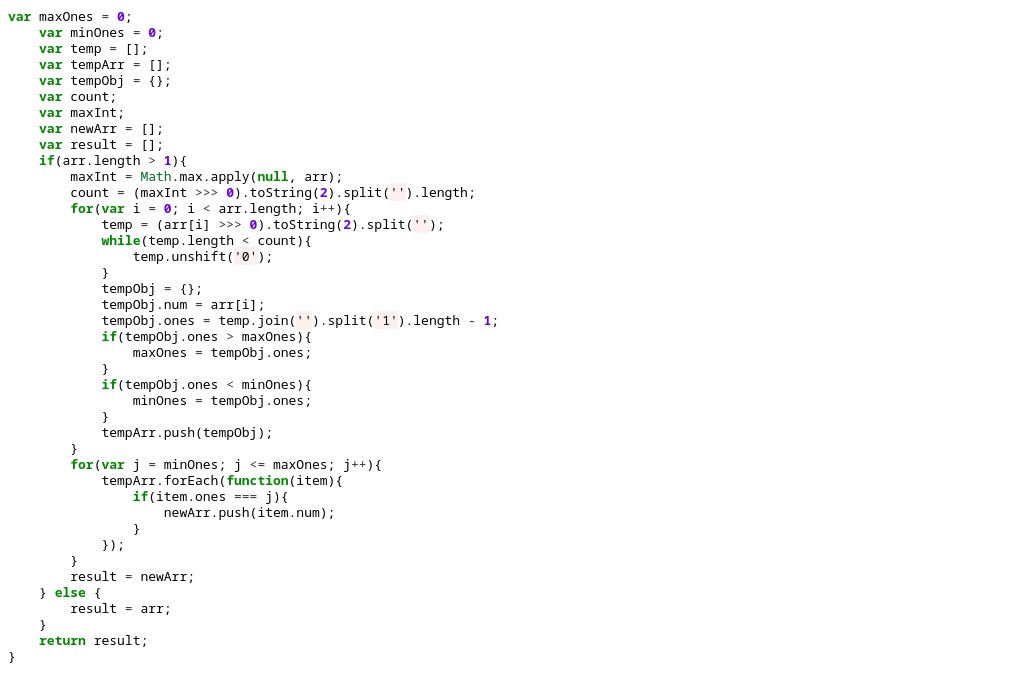 var maxOnes = 0;
    var minOnes = 0;
    var temp = [];
    var tempArr = [];
    var tempObj = {};
    var count;
    var maxInt;
    var newArr = [];
    var result = [];
    if(arr.length > 1){
        maxInt = Math.max.apply(null, arr);
        count = (maxInt >>> 0).toString(2).split('').length;
        for(var i = 0; i < arr.length; i++){
            temp = (arr[i] >>> 0).toString(2).split('');
            while(temp.length < count){
                temp.unshift('0');
            }
            tempObj = {};
            tempObj.num = arr[i];
            tempObj.ones = temp.join('').split('1').length - 1;
            if(tempObj.ones > maxOnes){
                maxOnes = tempObj.ones;
            }
            if(tempObj.ones < minOnes){
                minOnes = tempObj.ones;
            }
            tempArr.push(tempObj);
        }
        for(var j = minOnes; j <= maxOnes; j++){
            tempArr.forEach(function(item){
                if(item.ones === j){
                    newArr.push(item.num);
                }
            });
        }
        result = newArr;
    } else {
        result = arr;
    }
    return result;
}